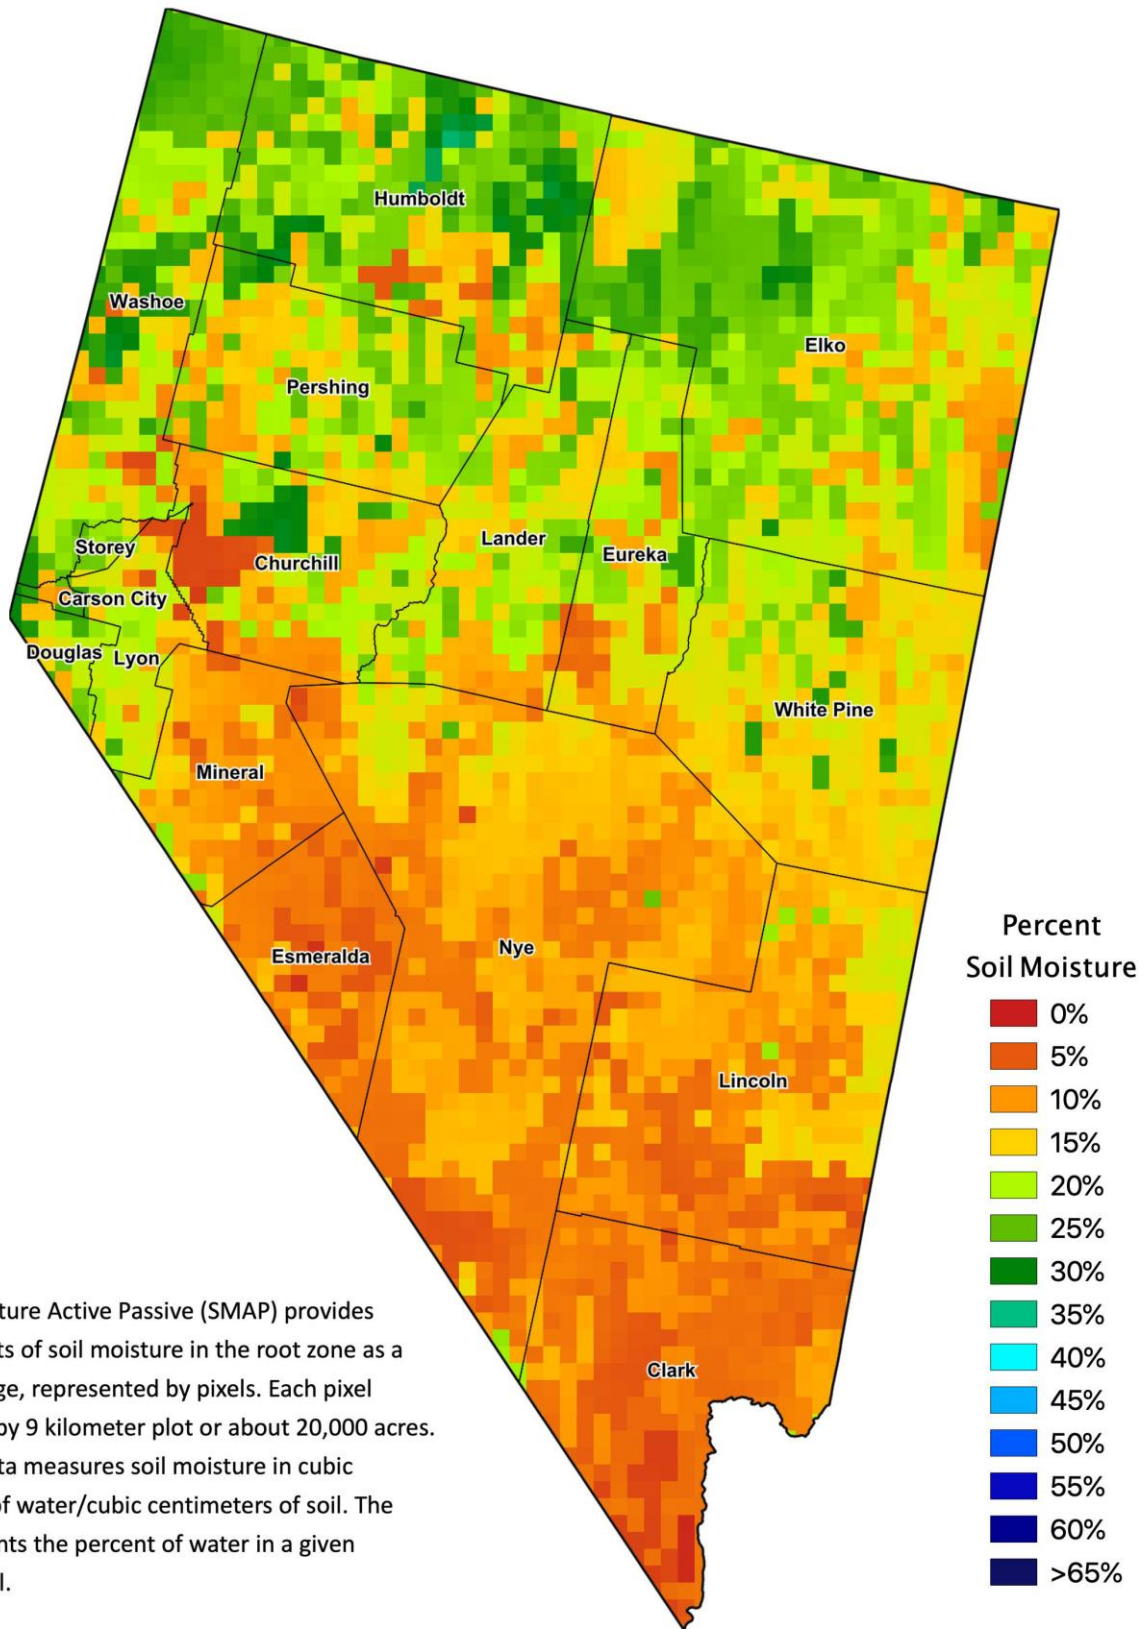 Humboldt
Washoe
Elko
Pershing
Lander
Storey
Churchill
Eureka
Carson City
Douglas
Lyon
White Pine
Mineral
Nye
Esmeralda
Lincoln
Clark
Percent
Soil Moisture
0%
5%
10%
15%
20%
25%
30%
35%
40%
45%
50%
55%
60%
>65%
ture Active Passive (SMAP) provides
ts of soil moisture in the root zone as a
ge, represented by pixels. Each pixel
by 9 kilometer plot or about 20,000 acres.
ta measures soil moisture in cubic
of water/cubic centimeters of soil. The
nts the percent of water in a given
l.